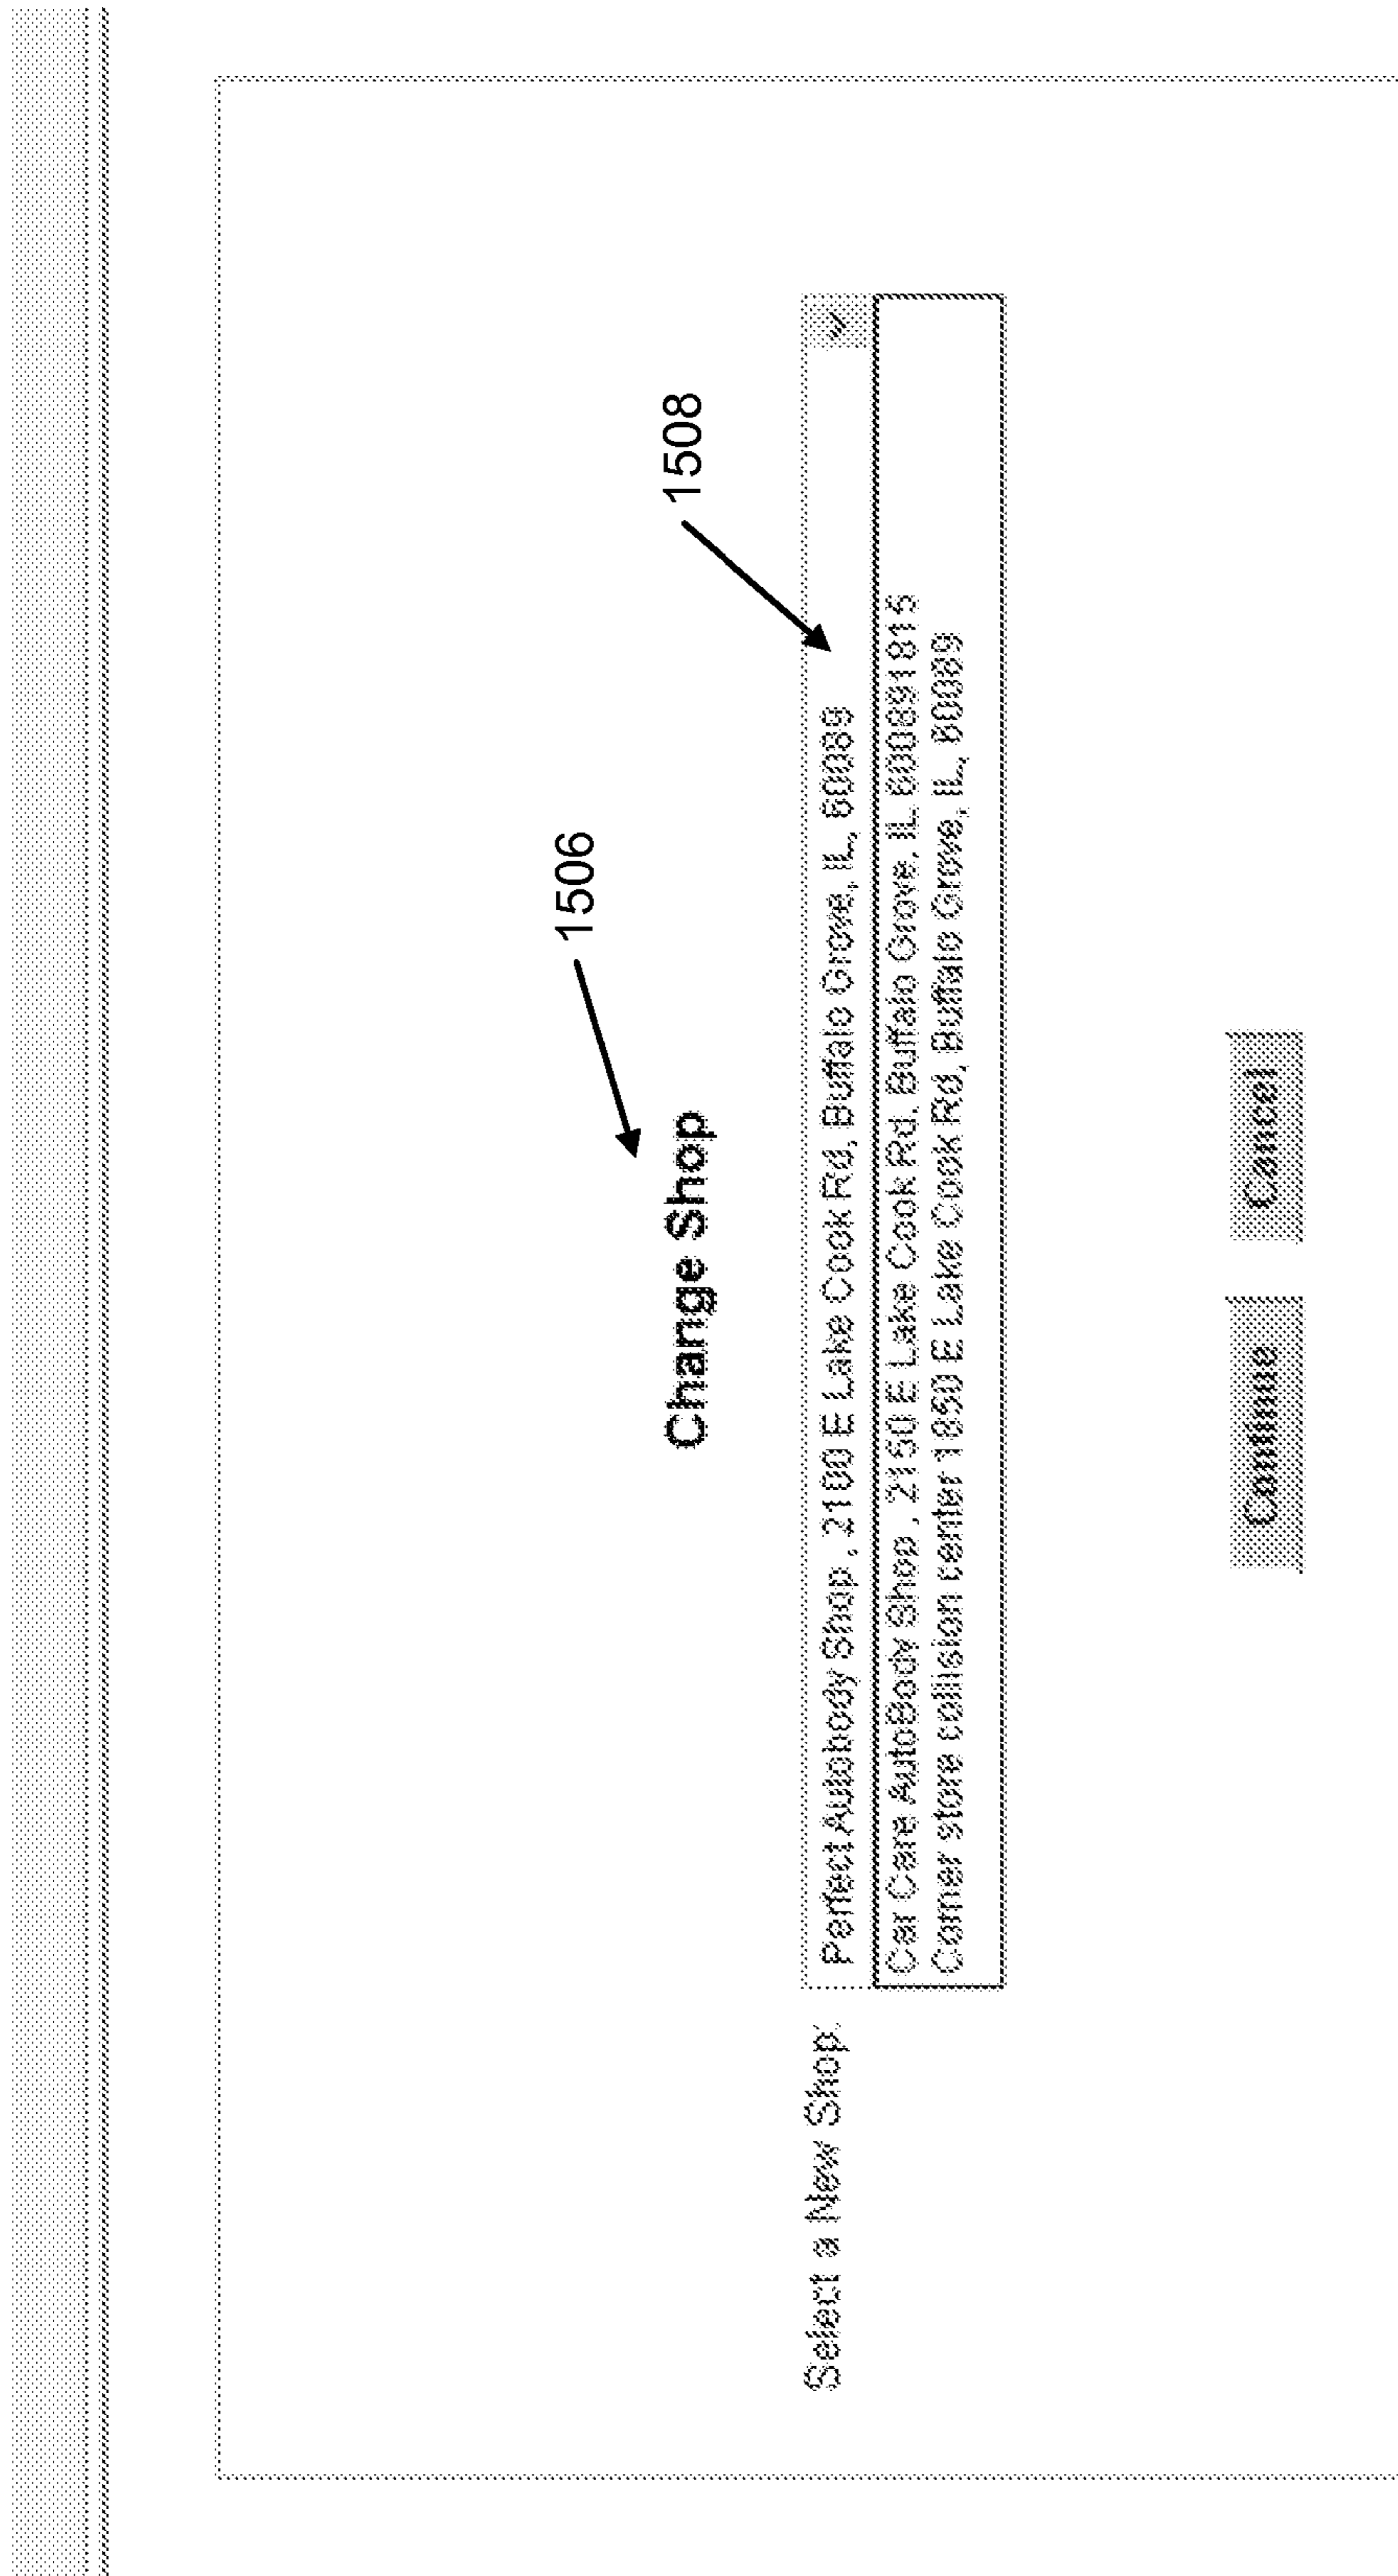 1506
Change Shop
1508
Select a New Shop:
Perfect Autobody Shop , 2100 E Lake Cook Rd, Buffalo Grove, IL, 60089
Car Care AutoBody Shop , 2150 E Lake Cook Rd. Buffalo Grove, IL 600891815
Corner store collision center 1850 E Lake Cook Rd, Buffalo Grove, IL, 60089
Continue
Cancel